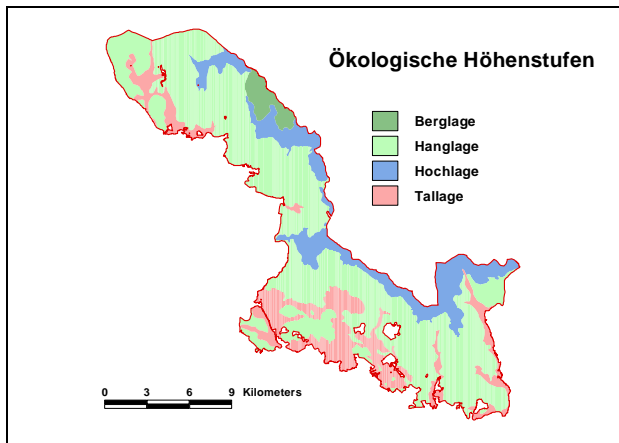 Ökologische Höhenstufen
Berglage
Hanglage
Hochlage
Tallage
0 3 6 9 Kilometers